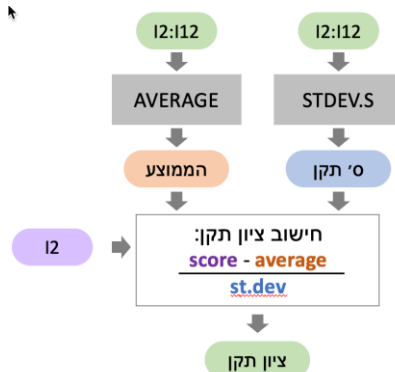 I2:I12
I2:I12
AVERAGE
STDEV.S
הממוצע
ס׳ תקן
I2
חישוב ציון תקן:
score - average
st.dev
ציון תקן